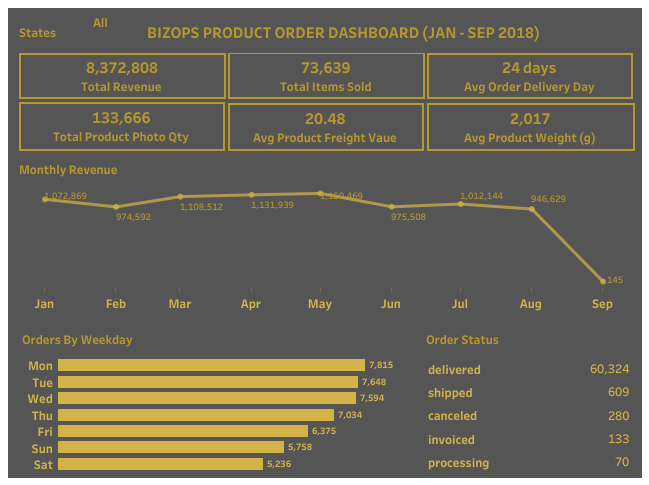 All
States
BIZOPS PRODUCT ORDER DASHBOARD (JAN - SEP 2018)
8,372,808
Total Revenue
73,639
Total Items Sold
24 days
Avg Order Delivery Day
133,666
Total Product Photo Qty
20.48
Avg Product Freight Vaue
2,017
Avg Product Weight (g)
Monthly Revenue
1,072,869
974,592
1,108,512
1,131,939
1,150,469
975,508
1,012,144
946,629
145
Jan Feb Mar Apr May Jun Jul Aug Sep
Orders By Weekday
Mon 7,815
Tue 7,648
Wed 7,594
Thu 7,034
Fri 6,375
Sun 5,758
Sat 5,236
Order Status
delivered 60,324
shipped 609
canceled 280
invoiced 133
processing 70